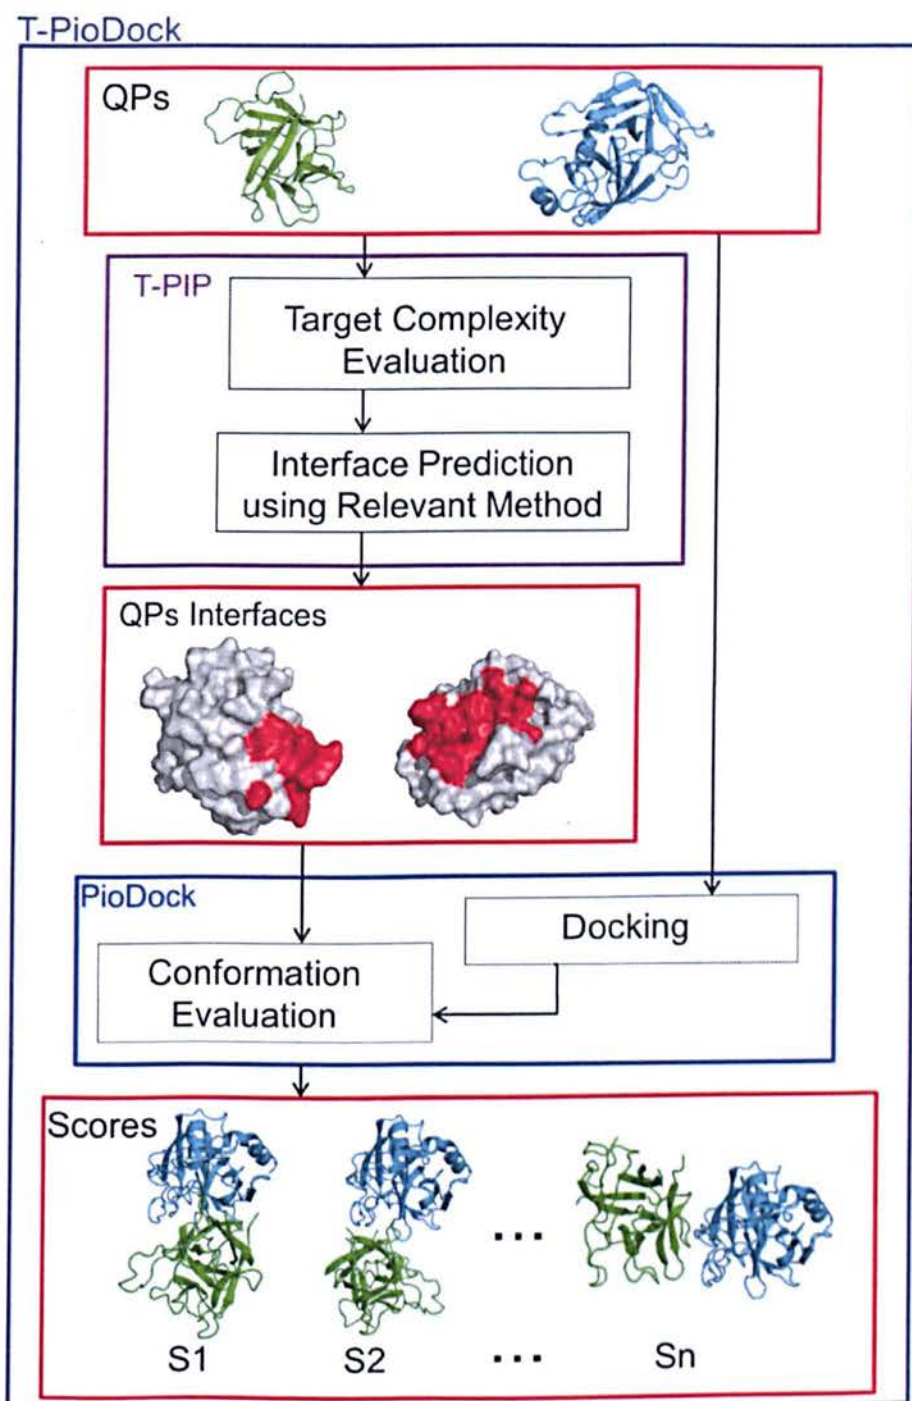 T-PioDock
QPs
T-PIP
Target Complexity
Evaluation
Interface Prediction
using Relevant Method
QPs Interfaces
PioDock
Docking
Conformation
Evaluation
Scores
...
S1 S2 ... Sn